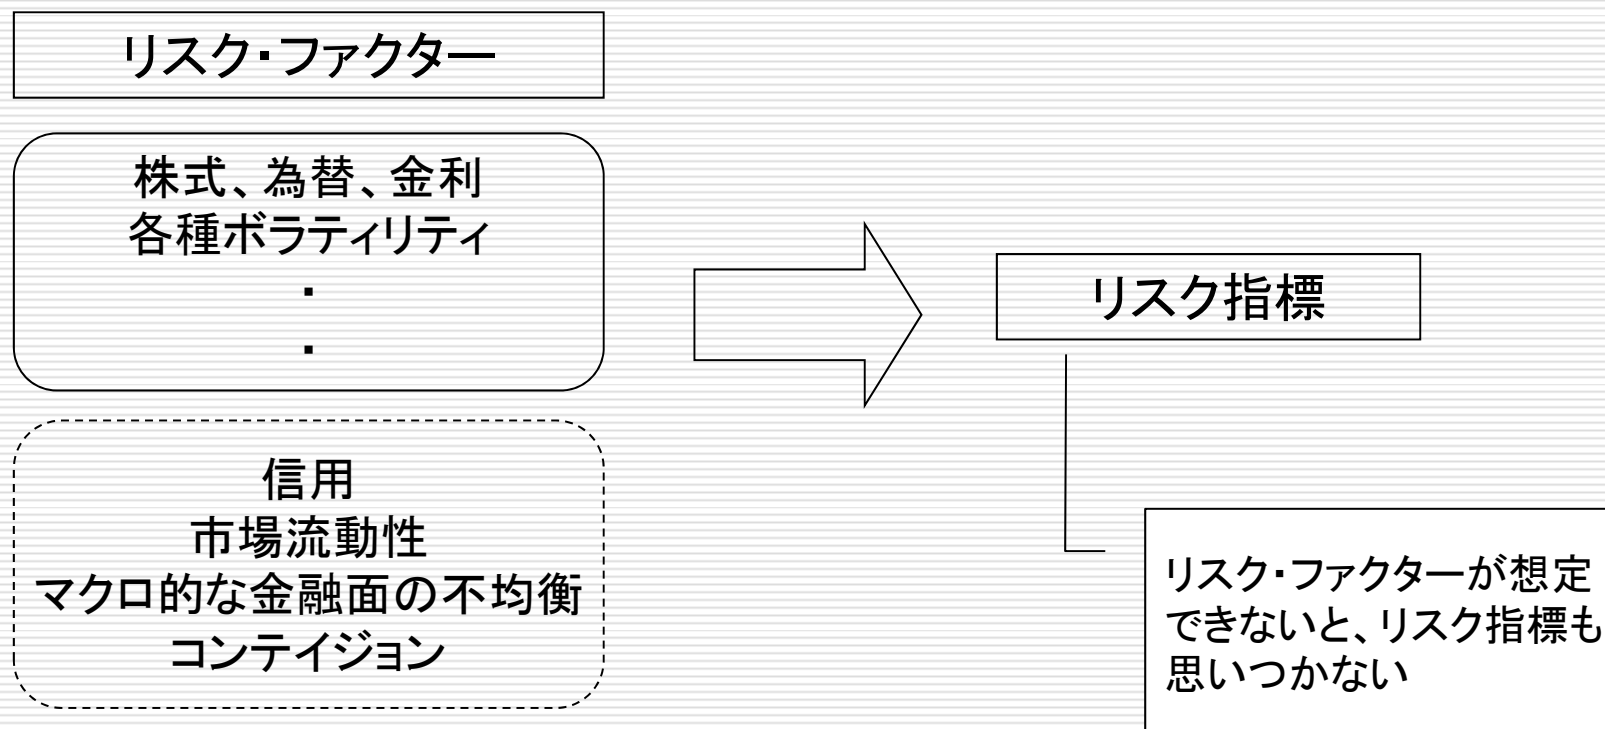 リスク・ファクター
株式、為替、金利
各種ボラティリティ
・
・
信用
市場流動性
マクロ的な金融面の不均衡
コンテイジョン
リスク指標
リスク・ファクターが想定
できないと、リスク指標も
思いつかない